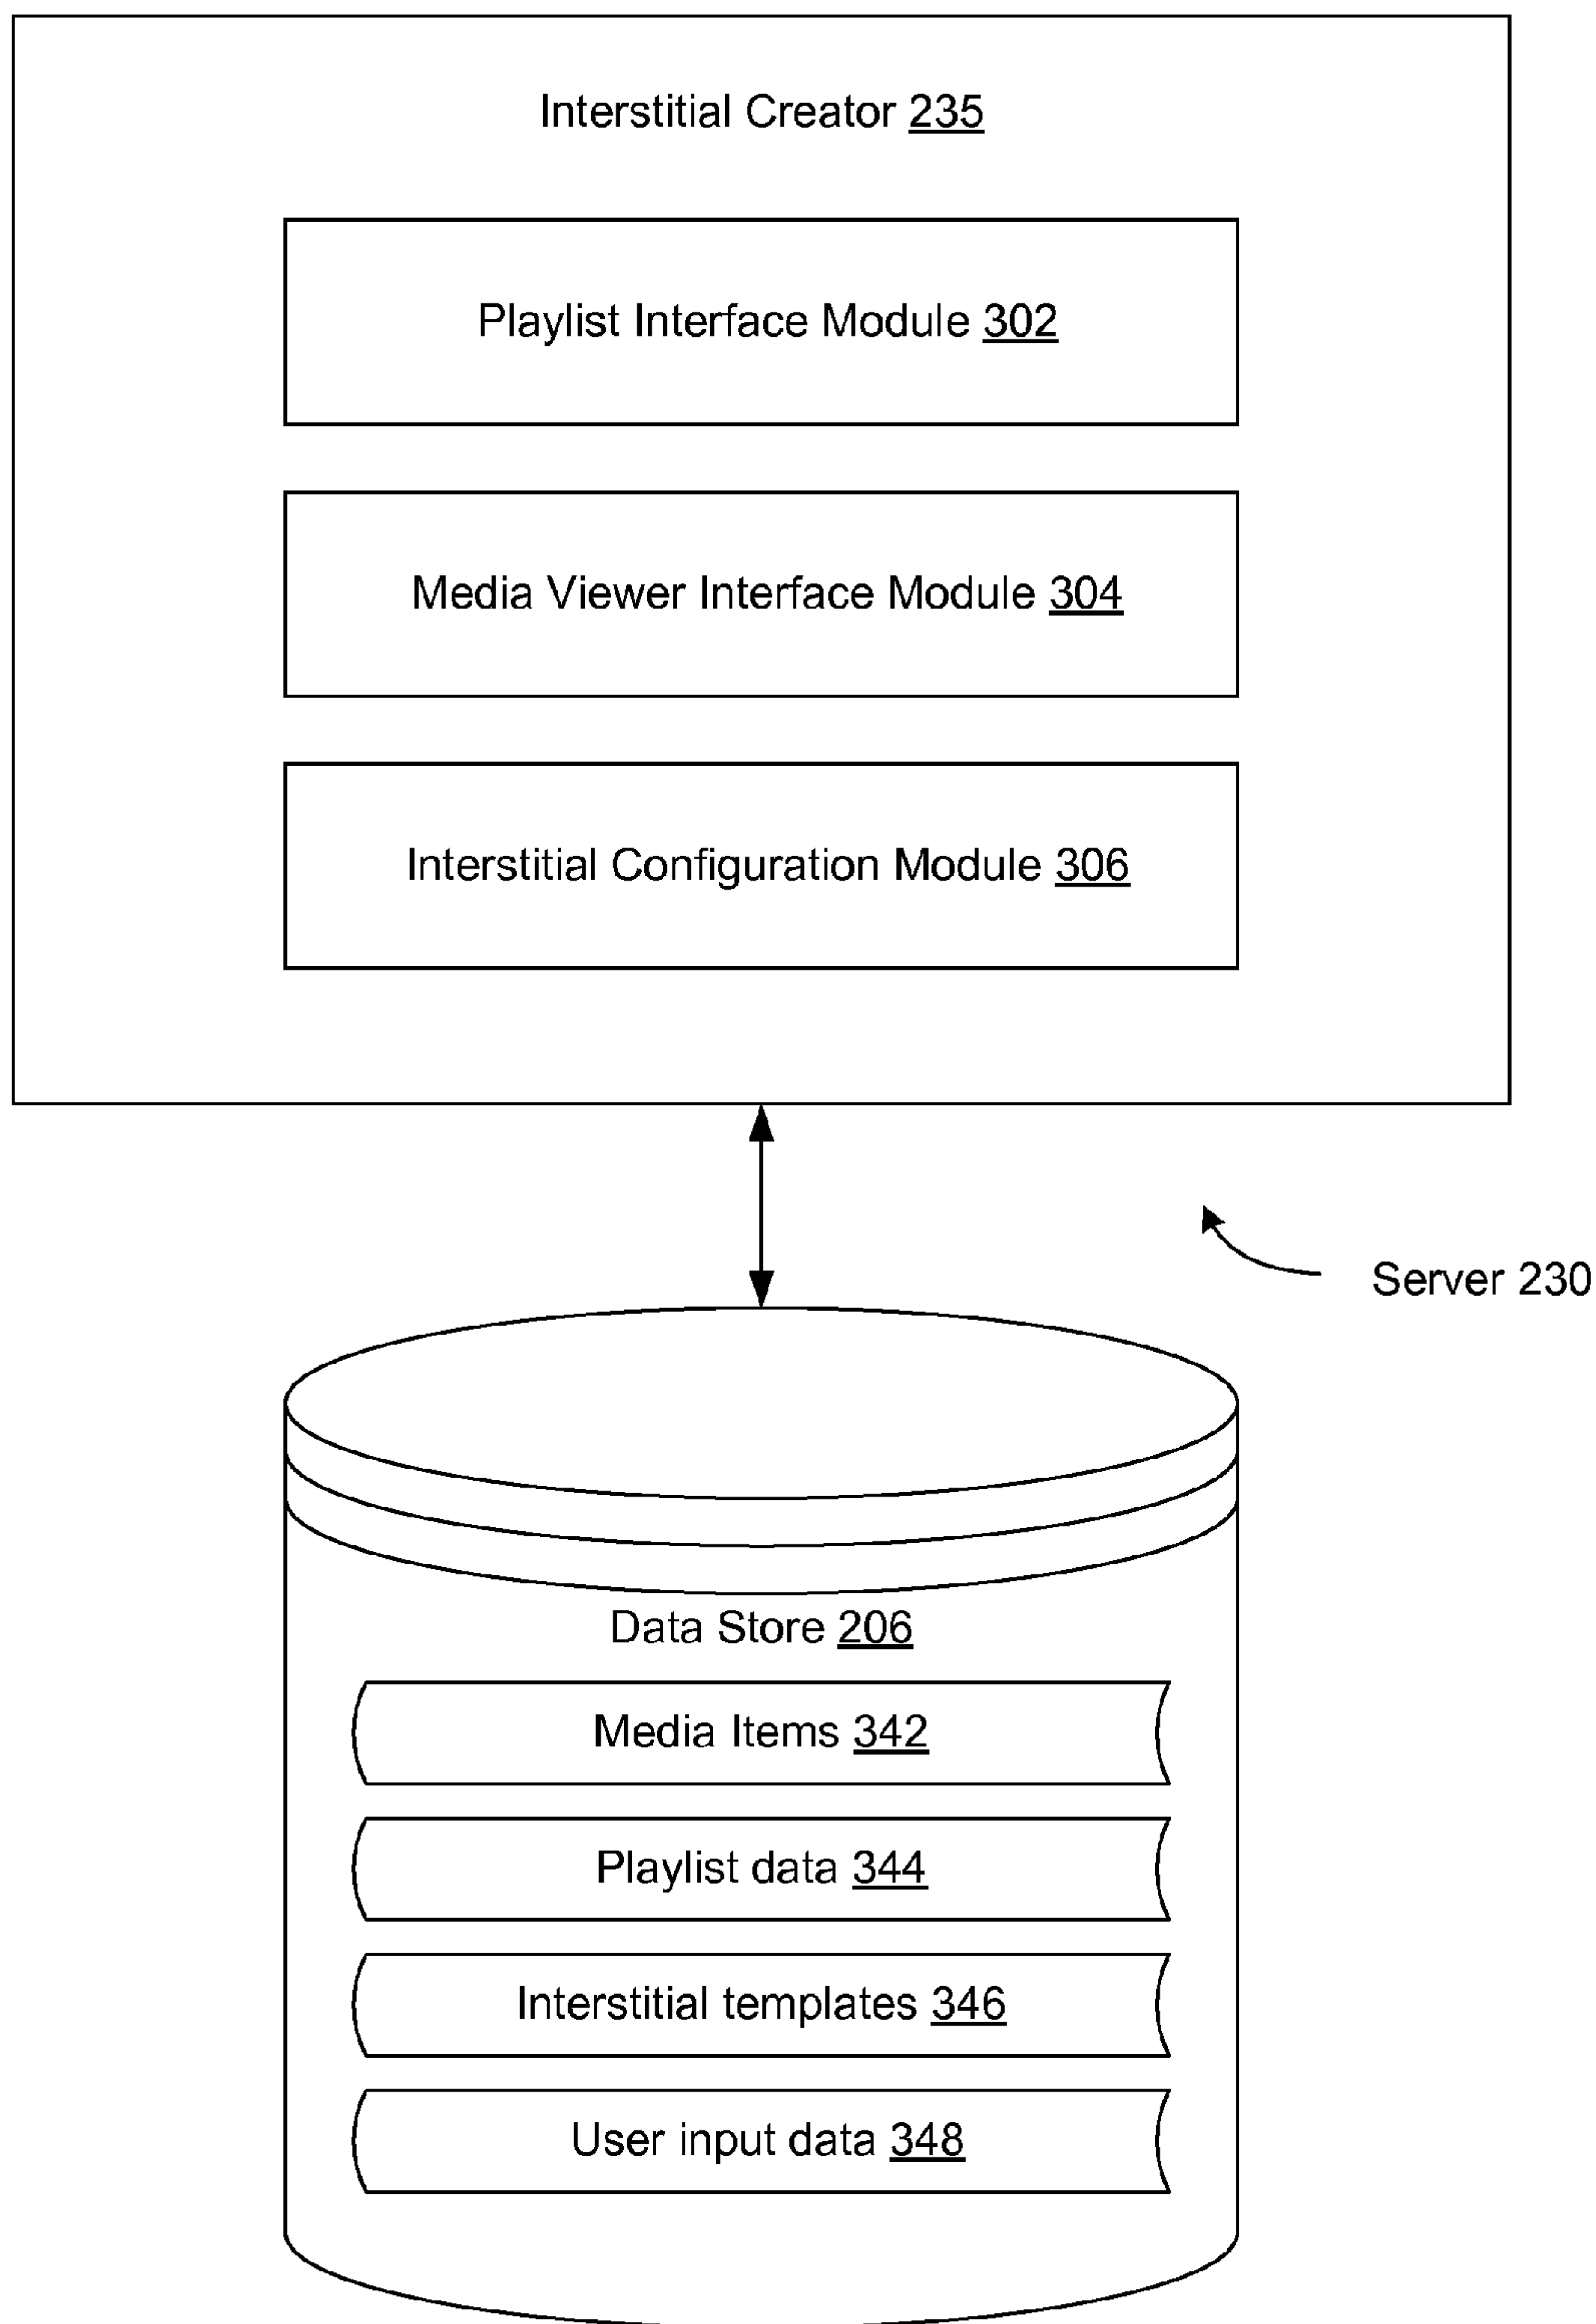 Interstitial Creator 235
Playlist Interface Module 302
Media Viewer Interface Module 304
Interstitial Configuration Module 306
Server 230
Data Store 206
Media Items 342
Playlist data 344
Interstitial templates 346
User input data 348